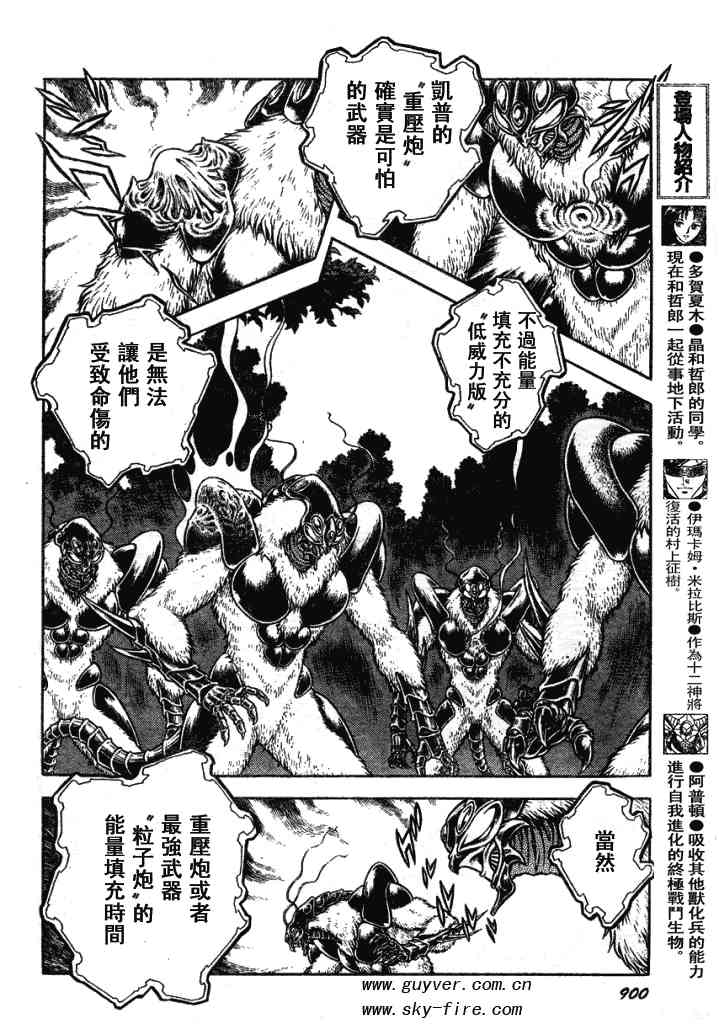 登場人物紹介
●多賀夏木●晶和哲郎的同學。
現在和哲郎一起從事地下活動。
●伊瑪卡姆·米拉比斯●作為十二神將
復活的村上征樹。
●阿普頓●吸收其他獸化兵的能力
進行自我進化的終極戰鬥生物。
凱普的
〝重壓炮〞
確實是可怕
的武器
不過能量
填充不充分的
〝低威力版〞
是無法
讓他們
受致命傷的
當然
重壓炮或者
最強武器
〝粒子炮〞的
能量填充時間
www.guyver.com.cn
www.sky-fire.com
900